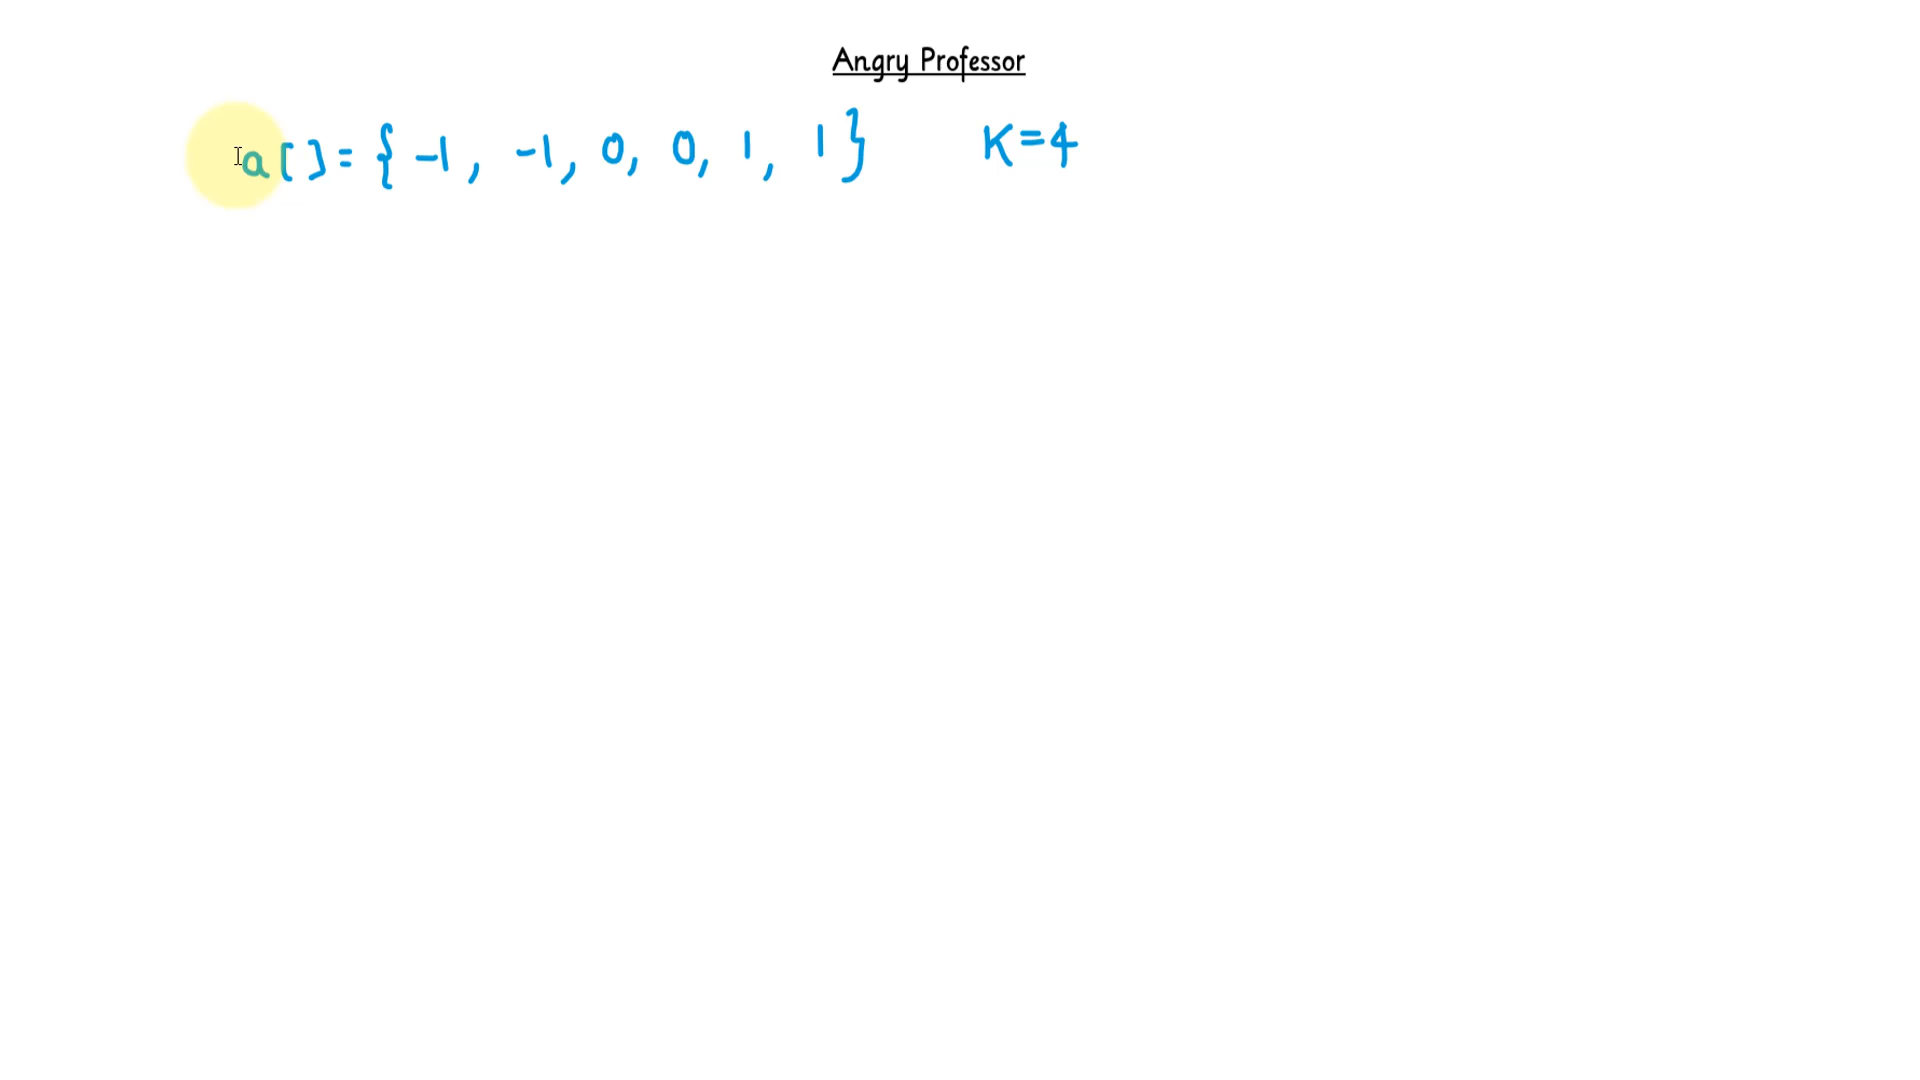 Angry Professor
a[]={ -1, -1, 0, 0, 1, 1} K=4